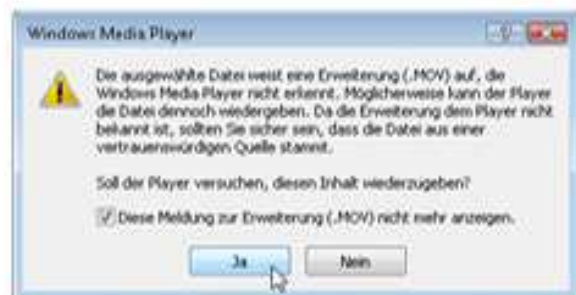 Windows Media Player
Die ausgewählte Datei weist eine Erweiterung (.MOV) auf, die
Windows Media Player nicht erkennt. Möglicherweise kann der Player
die Datei dennoch wiedergeben. Da die Erweiterung dem Player nicht
bekannt ist, sollten Sie sicher sein, dass die Datei aus einer
vertrauenswürdigen Quelle stammt.
Soll der Player versuchen, diesen Inhalt wiederzugeben?
Diese Meldung zur Erweiterung (.MOV) nicht mehr anzeigen.
Ja Nein